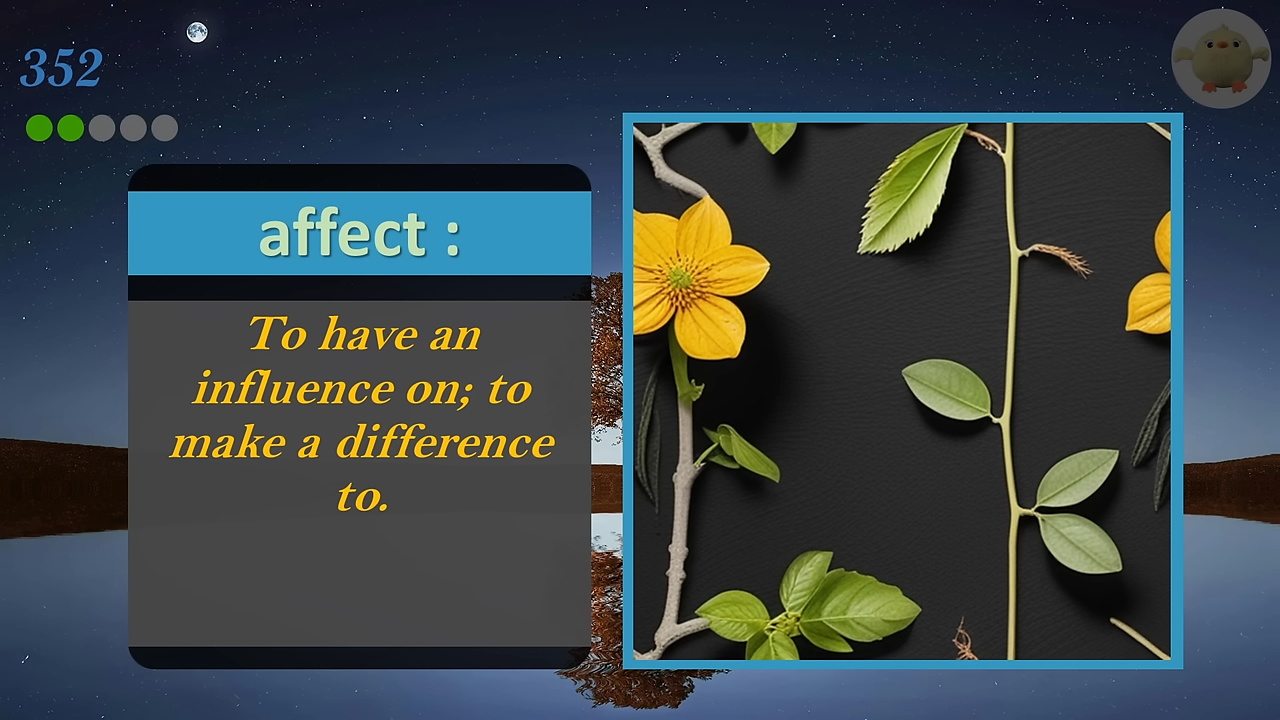 352
affect :
To have an
influence on; to
make a difference
to.